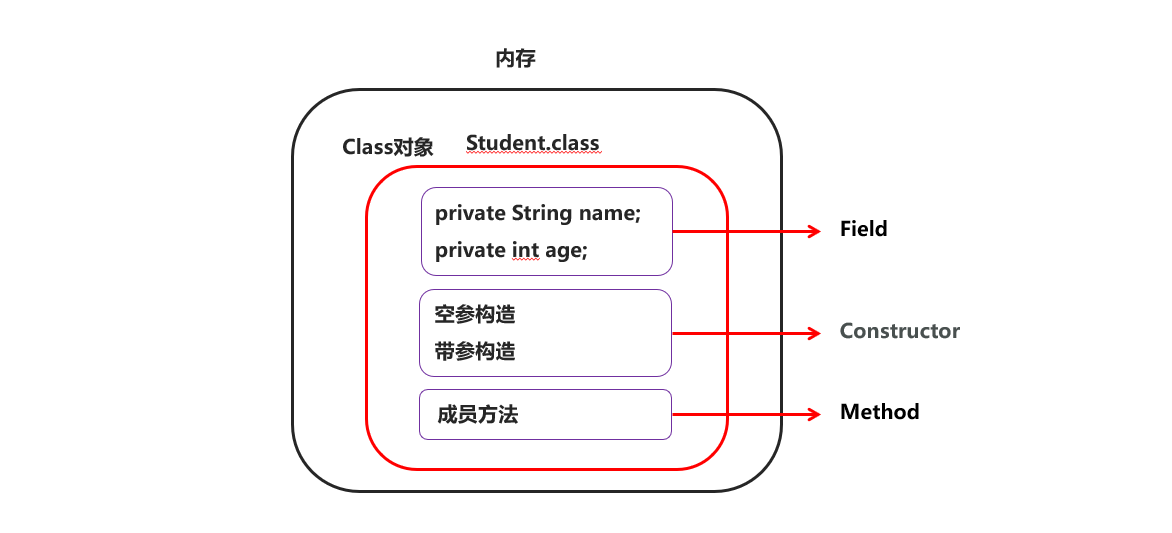 内存
Class对象 Student.class
private String name;
private int age;
Field
空参构造
带参构造
Constructor
成员方法
Method